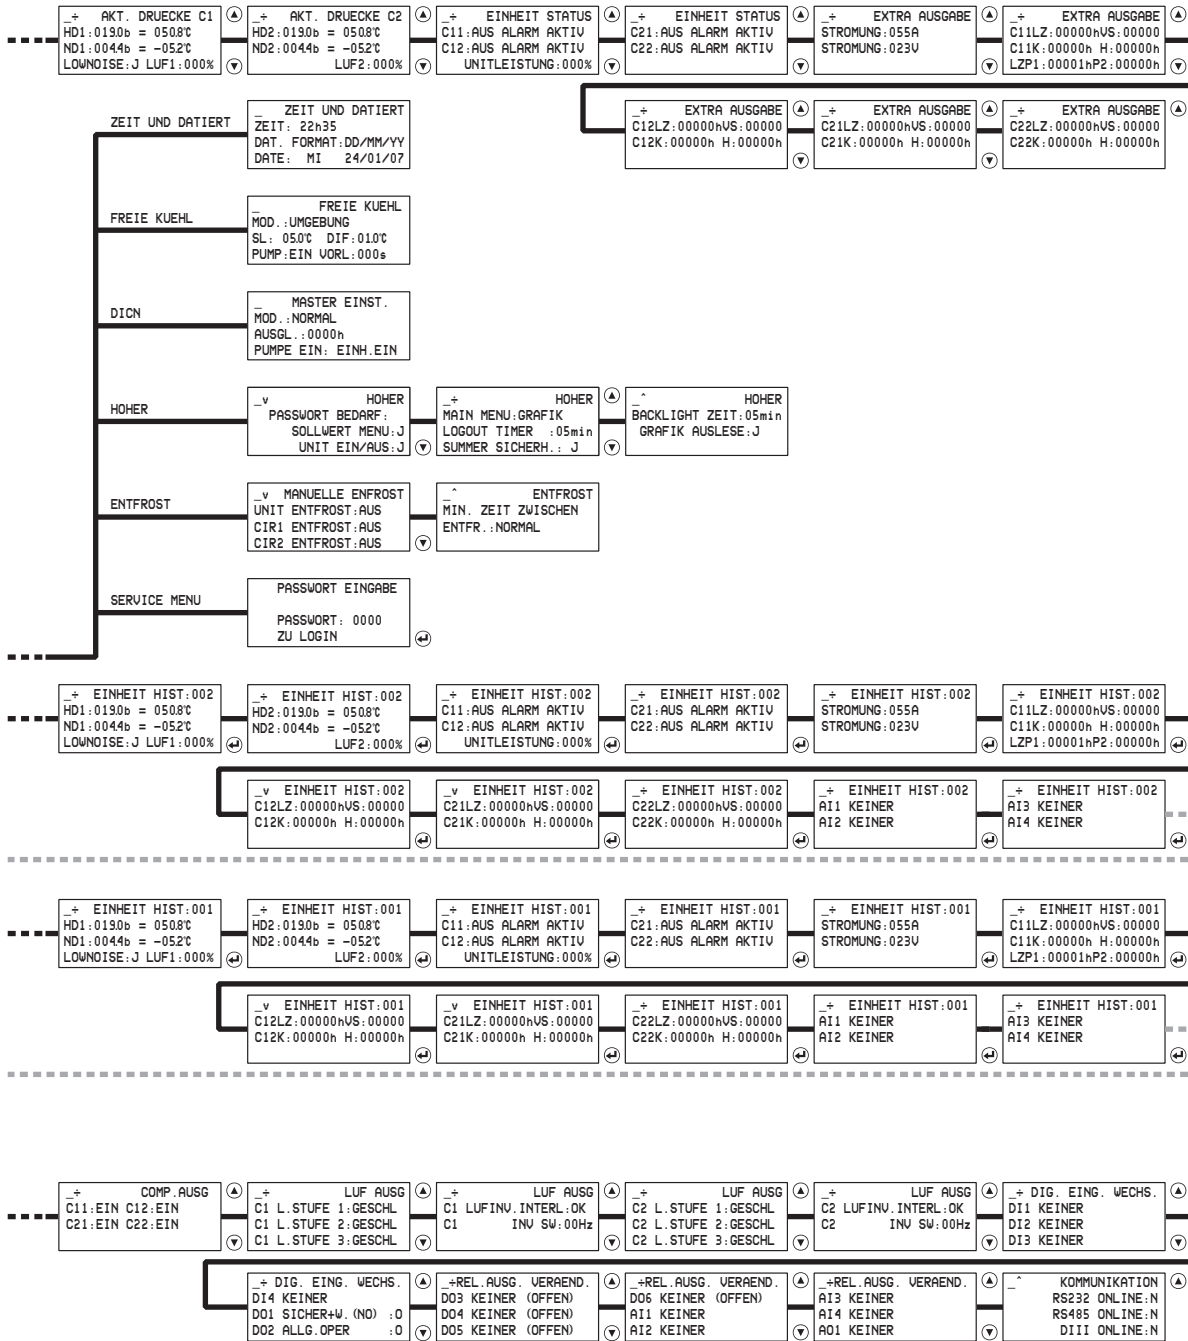 _÷ AKT. DRUECKE C1
HD1:019.0b = 050.8°C
ND1:004.4b = -05.2°C
LOWNOISE:J LUF1:000%
_÷ AKT. DRUECKE C2
HD2:019.0b = 050.8°C
ND2:004.4b = -05.2°C
LUF2:000%
_÷ EINHEIT STATUS
C11:AUS ALARM AKTIV
C12:AUS ALARM AKTIV
UNITLEISTUNG:000%
_÷ EINHEIT STATUS
C21:AUS ALARM AKTIV
C22:AUS ALARM AKTIV
_÷ EXTRA AUSGABE
STROMUNG:055A
STROMUNG:023V
_÷ EXTRA AUSGABE
C11LZ:00000hVS:00000
C11K:00000h H:00000h
LZP1:00001hP2:00000h
_÷ EXTRA AUSGABE
C12LZ:00000hVS:00000
C12K:00000h H:00000h
_÷ EXTRA AUSGABE
C21LZ:00000hVS:00000
C21K:00000h H:00000h
_÷ EXTRA AUSGABE
C22LZ:00000hVS:00000
C22K:00000h H:00000h
ZEIT UND DATIERT
_ ZEIT UND DATIERT
ZEIT: 22h35
DAT. FORMAT:DD/MM/YY
DATE: MI 24/01/07
FREIE KUEHL
_ FREIE KUEHL
MOD.:UMGEBUNG
SL: 05.0°C DIF:01.0°C
PUMP:EIN VORL:000s
DICN
_ MASTER EINST.
MOD.:NORMAL
AUSGL.:0000h
PUMPE EIN: EINH.EIN
HOHER
_v HOHER
PASSWORT BEDARF:
SOLLWERT MENU:J
UNIT EIN/AUS:J
_÷ HOHER
MAIN MENU:GRAFIK
LOGOUT TIMER :05min
SUMMER SICHERH.: J
_^ HOHER
BACKLIGHT ZEIT:05min
GRAFIK AUSLESE:J
ENTFROST
_v MANUELLE ENFROST
UNIT ENTFROST:AUS
CIR1 ENTFROST:AUS
CIR2 ENTFROST:AUS
_^ ENTFROST
MIN. ZEIT ZWISCHEN
ENTFR.:NORMAL
SERVICE MENU
PASSWORT EINGABE
PASSWORT: 0000
ZU LOGIN
_÷ EINHEIT HIST:002
HD1:019.0b = 050.8°C
ND1:004.4b = -05.2°C
LOWNOISE:J LUF1:000%
_÷ EINHEIT HIST:002
HD2:019.0b = 050.8°C
ND2:004.4b = -05.2°C
LUF2:000%
_÷ EINHEIT HIST:002
C11:AUS ALARM AKTIV
C12:AUS ALARM AKTIV
UNITLEISTUNG:000%
_÷ EINHEIT HIST:002
C21:AUS ALARM AKTIV
C22:AUS ALARM AKTIV
_÷ EINHEIT HIST:002
STROMUNG:055A
STROMUNG:023V
_÷ EINHEIT HIST:002
C11LZ:00000hVS:00000
C11K:00000h H:00000h
LZP1:00001hP2:00000h
_v EINHEIT HIST:002
C12LZ:00000hVS:00000
C12K:00000h H:00000h
_v EINHEIT HIST:002
C21LZ:00000hVS:00000
C21K:00000h H:00000h
_÷ EINHEIT HIST:002
C22LZ:00000hVS:00000
C22K:00000h H:00000h
_÷ EINHEIT HIST:002
AI1 KEINER
AI2 KEINER
_÷ EINHEIT HIST:002
AI3 KEINER
AI4 KEINER
_÷ EINHEIT HIST:001
HD1:019.0b = 050.8°C
ND1:004.4b = -05.2°C
LOWNOISE:J LUF1:000%
_÷ EINHEIT HIST:001
HD2:019.0b = 050.8°C
ND2:004.4b = -05.2°C
LUF2:000%
_÷ EINHEIT HIST:001
C11:AUS ALARM AKTIV
C12:AUS ALARM AKTIV
UNITLEISTUNG:000%
_÷ EINHEIT HIST:001
C21:AUS ALARM AKTIV
C22:AUS ALARM AKTIV
_÷ EINHEIT HIST:001
STROMUNG:055A
STROMUNG:023V
_÷ EINHEIT HIST:001
C11LZ:00000hVS:00000
C11K:00000h H:00000h
LZP1:00001hP2:00000h
_v EINHEIT HIST:001
C12LZ:00000hVS:00000
C12K:00000h H:00000h
_v EINHEIT HIST:001
C21LZ:00000hVS:00000
C21K:00000h H:00000h
_÷ EINHEIT HIST:001
C22LZ:00000hVS:00000
C22K:00000h H:00000h
_÷ EINHEIT HIST:001
AI1 KEINER
AI2 KEINER
_÷ EINHEIT HIST:001
AI3 KEINER
AI4 KEINER
_÷ COMP.AUSG
C11:EIN C12:EIN
C21:EIN C22:EIN
_÷ LUF AUSG
C1 L.STUFE 1:GESCHL
C1 L.STUFE 2:GESCHL
C1 L.STUFE 3:GESCHL
_÷ LUF AUSG
C1 LUFINV.INTERL:OK
C1 INV SW:00Hz
_÷ LUF AUSG
C2 L.STUFE 1:GESCHL
C2 L.STUFE 2:GESCHL
C2 L.STUFE 3:GESCHL
_÷ LUF AUSG
C2 LUFINV.INTERL:OK
C2 INV SW:00Hz
_÷ DIG. EING. WECHS.
DI1 KEINER
DI2 KEINER
DI3 KEINER
_÷ DIG. EING. WECHS.
DI4 KEINER
DO1 SICHER+W.(NO) :O
DO2 ALLG.OPER :O
_÷REL.AUSG. VERAEND.
DO3 KEINER (OFFEN)
DO4 KEINER (OFFEN)
DO5 KEINER (OFFEN)
_÷REL.AUSG. VERAEND.
DO6 KEINER (OFFEN)
AI1 KEINER
AI2 KEINER
_÷REL.AUSG. VERAEND.
AI3 KEINER
AI4 KEINER
AO1 KEINER
_^ KOMMUNIKATION
RS232 ONLINE:N
RS485 ONLINE:N
DIII ONLINE:N